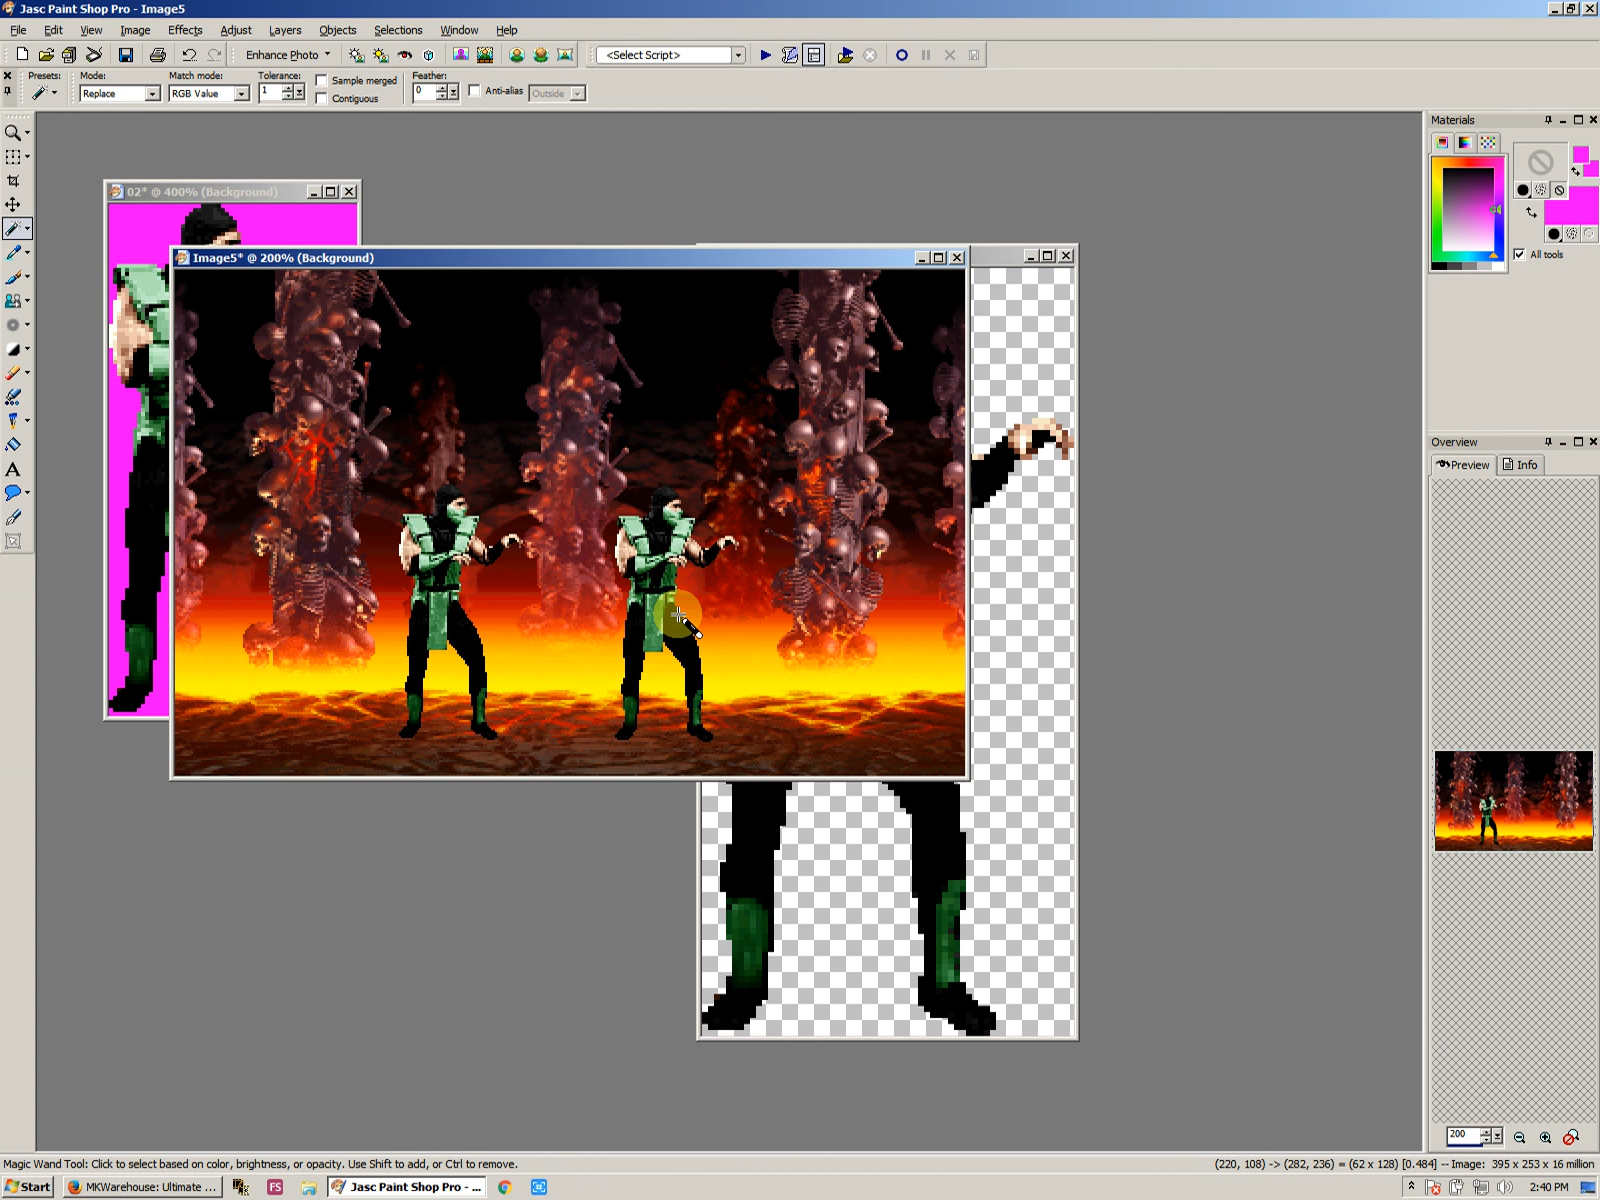 Jasc Paint Shop Pro - Image5
File Edit View Image Effects Adjust Layers Objects Selections Window Help
Enhance Photo <Select Script>
Presets: Mode: Match mode: Tolerance: Sample merged Feather:
Replace RGB Value 1 Contiguous 0 Anti-alias Outside
Materials
All tools
02* @ 400% (Background)
Image5* @ 200% (Background)
Overview
Preview Info
200
Magic Wand Tool: Click to select based on color, brightness, or opacity. Use Shift to add, or Ctrl to remove.
(220, 108) -> (282, 236) = (62 x 128) [0.484] -- Image: 395 x 253 x 16 million
Start MKWarehouse: Ultimate ... FS Jasc Paint Shop Pro - ... 2:40 PM